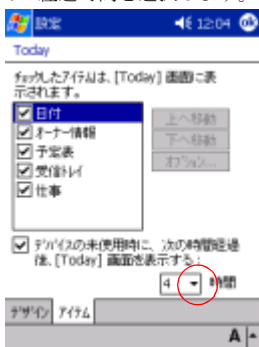 設定 12:04 ok
Today
ﾁｪｯｸしたｱｲﾃﾑは、[Today] 画面に表
示されます。
日付
ｵｰﾅｰ情報
予定表
受信ﾄﾚｲ
仕事
上へ移動
下へ移動
ｵﾌﾟｼｮﾝ...
ﾃﾞﾊﾞｲｽの未使用時に、次の時間経過
後、[Today] 画面を表示する:
4 時間
ﾃﾞｻﾞｲﾝ ｱｲﾃﾑ
A